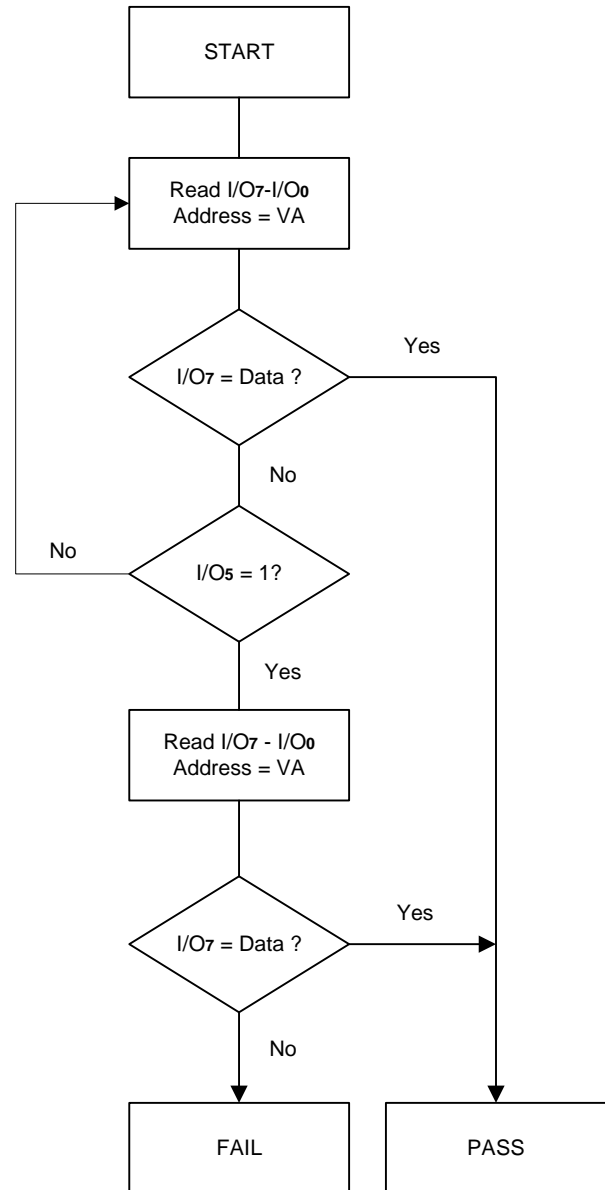 START
Read I/O7-I/O0
Address = VA
Yes
I/O7 = Data ?
No
No
I/O5 = 1?
Yes
Read I/O7 - I/O0
Address = VA
Yes
I/O7 = Data ?
No
FAIL
PASS